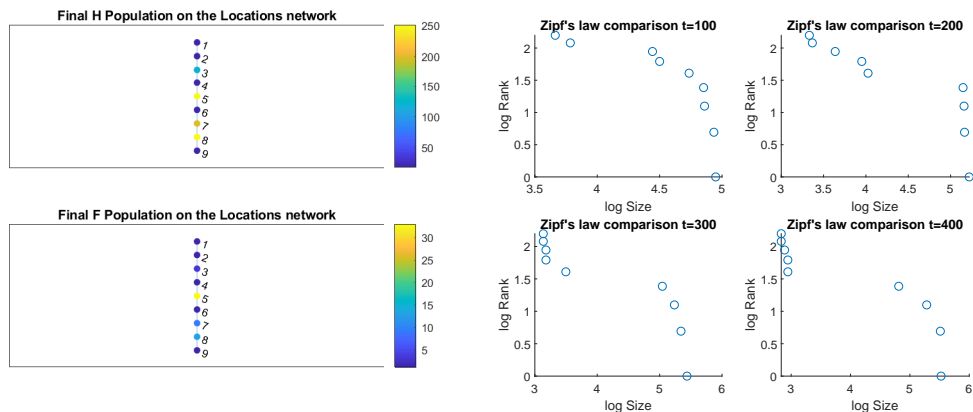 Final H Population on the Locations network
1
2
3
4
5
6
7
8
9
250
200
150
100
50
Final F Population on the Locations network
1
2
3
4
5
6
7
8
9
30
25
20
15
10
5
Zipf's law comparison t=100
2
1.5
1
0.5
0
3.5 4 4.5 5
log Rank
log Size
Zipf's law comparison t=200
2
1.5
1
0.5
0
3 3.5 4 4.5 5
log Rank
log Size
Zipf's law comparison t=300
2
1.5
1
0.5
0
3 4 5 6
log Rank
log Size
Zipf's law comparison t=400
2
1.5
1
0.5
0
3 4 5 6
log Rank
log Size